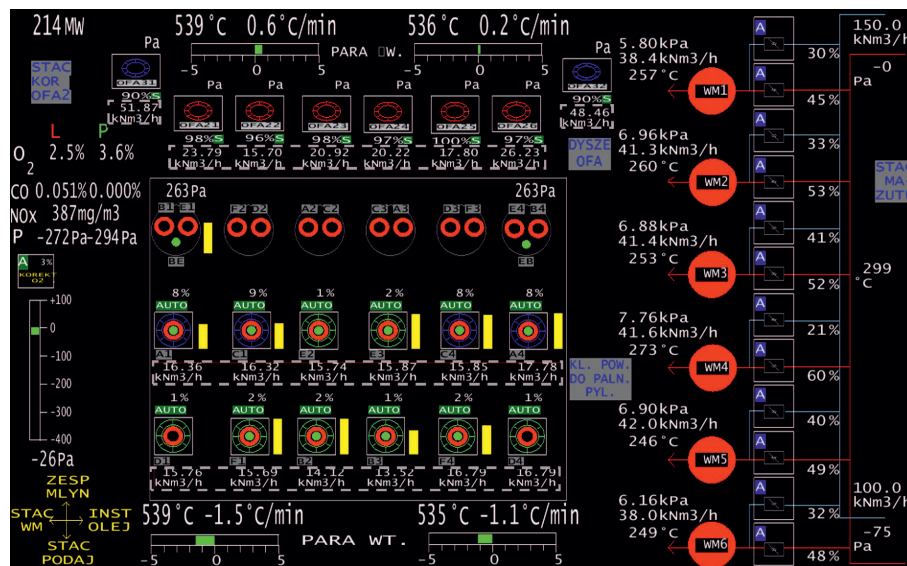 214 MW
539°C 0.6°C/min
536°C 0.2°C/min
PARA W.
-5 0 5
-5 0 5
STAC
KOR
OFA2
Pa
OFA31
90% S
51.87
kNm3/h
Pa Pa Pa Pa Pa Pa
OFA21 OFA22 OFA23 OFA24 OFA25 OFA26
98% S 96% S 98% S 97% S 100% S 97% S
23.79 15.70 20.92 20.22 17.80 26.23
kNm3/h kNm3/h kNm3/h kNm3/h kNm3/h kNm3/h
Pa
OFA32
90% S
48.46
kNm3/h
DYSZE
OFA
L P
O2 2.5% 3.6%
CO 0.051% 0.000%
NOx 387mg/m3
P -272Pa -294Pa
A 3%
KOREKT
O2
+100
0
-100
-200
-300
-400
-26Pa
263Pa 263Pa
B1 E1 F2 D2 A2 C2 C3 A3 D3 F3 E4 B4
BE EB
8% 9% 1% 2% 8% 8%
AUTO AUTO AUTO AUTO AUTO AUTO
A1 C1 E2 E3 C4 A4
16.36 16.32 15.74 15.87 15.85 17.78
kNm3/h kNm3/h kNm3/h kNm3/h kNm3/h kNm3/h
1% 2% 2% 1% 2% 1%
AUTO AUTO AUTO AUTO AUTO AUTO
D1 F1 B2 B3 F4 D4
15.76 15.69 14.12 13.52 16.79 16.79
kNm3/h kNm3/h kNm3/h kNm3/h kNm3/h kNm3/h
KL. POW.
DO PALN.
PYL.
ZESP
MLYN
STAC INST
WM OLEJ
STAC
PODAJ
539°C -1.5°C/min
535°C -1.1°C/min
PARA WT.
-5 0 5
-5 0 5
5.80kPa
38.4kNm3/h
257°C
WM1
A 30%
A 45%
6.96kPa
41.3kNm3/h
260°C
WM2
A 33%
A 53%
6.88kPa
41.4kNm3/h
253°C
WM3
A 41%
A 52%
7.76kPa
41.6kNm3/h
273°C
WM4
A 21%
A 60%
6.90kPa
42.0kNm3/h
246°C
WM5
A 40%
A 49%
6.16kPa
38.0kNm3/h
249°C
WM6
A 32%
A 48%
150.0
kNm3/h
-0
Pa
STAC
MA
ZUTU
299
°C
100.0
kNm3/h
-75
Pa